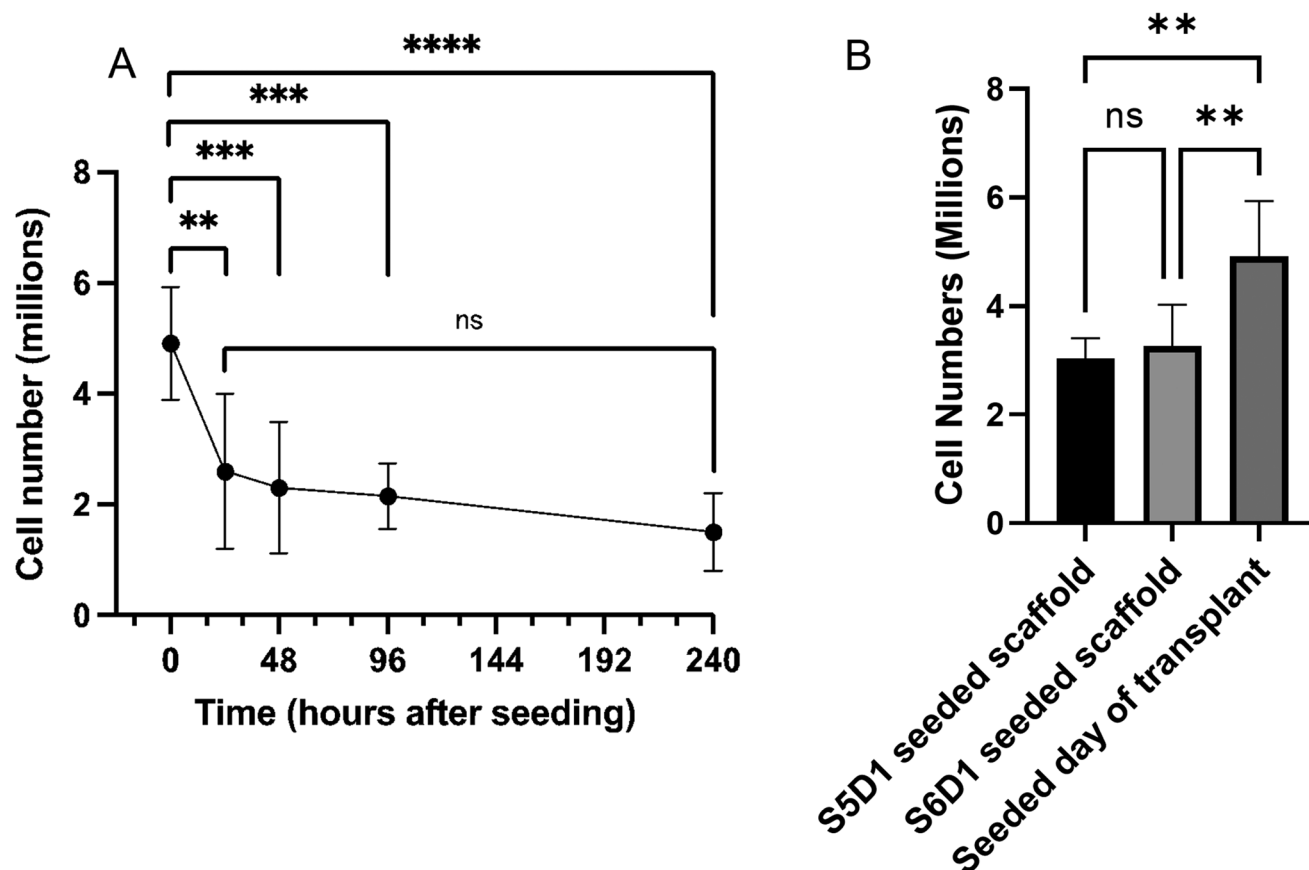 A
****
***
***
**
ns
8
6
4
2
0
Cell number (millions)
0 48 96 144 192 240
Time (hours after seeding)
B
**
ns **
8
6
4
2
0
Cell Numbers (Millions)
S5D1 seeded scaffold
S6D1 seeded scaffold
Seeded day of transplant